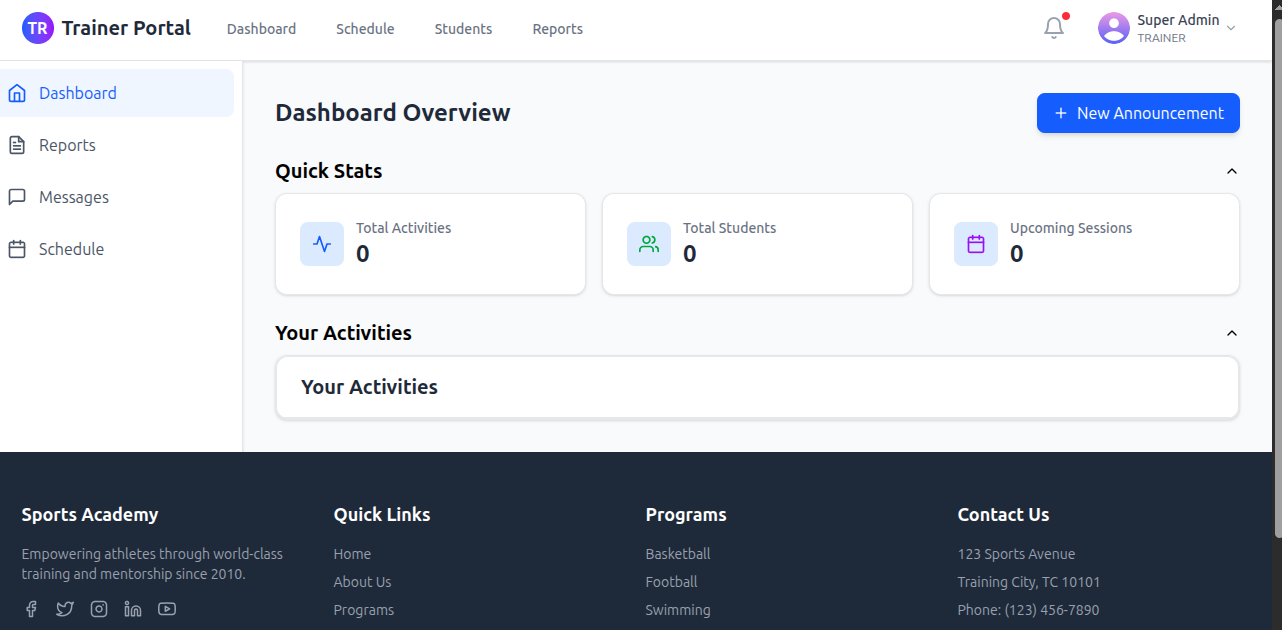 TR Trainer Portal Dashboard Schedule Students Reports Super Admin
TRAINER
Dashboard
Reports
Messages
Schedule
Dashboard Overview
+ New Announcement
Quick Stats
Total Activities
0
Total Students
0
Upcoming Sessions
0
Your Activities
Your Activities
Sports Academy
Empowering athletes through world-class
training and mentorship since 2010.
Quick Links
Home
About Us
Programs
Programs
Basketball
Football
Swimming
Contact Us
123 Sports Avenue
Training City, TC 10101
Phone: (123) 456-7890